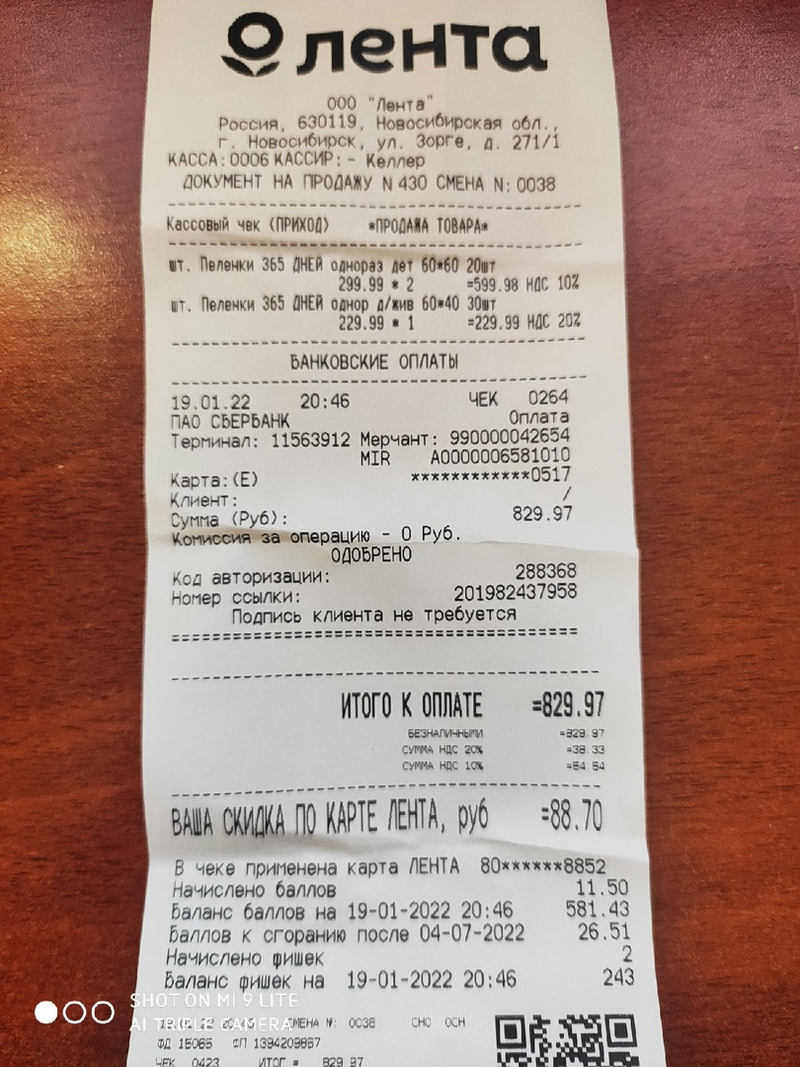 лента
ООО "Лента"
Россия, 630119, Новосибирская обл.,
г. Новосибирск, ул. Зорге, д. 271/1
КАССА:0006 КАССИР: - Келлер
ДОКУМЕНТ НА ПРОДАЖУ N 430 СМЕНА N: 0038
Кассовый чек (ПРИХОД) *ПРОДАЖА ТОВАРА*
шт. Пеленки 365 ДНЕЙ однораз дет 60*60 20шт
299.99 * 2 =599.98 НДС 10%
шт. Пеленки 365 ДНЕЙ однор д/жив 60*40 30шт
229.99 * 1 =229.99 НДС 20%
БАНКОВСКИЕ ОПЛАТЫ
19.01.22 20:46 ЧЕК 0264
ПАО СБЕРБАНК Оплата
Терминал: 11563912 Мерчант: 990000042654
MIR A0000006581010
Карта:(E) ************0517
Клиент: /
Сумма (Руб): 829.97
Комиссия за операцию - 0 Руб.
ОДОБРЕНО
Код авторизации: 288368
Номер ссылки: 201982437958
Подпись клиента не требуется
========================================
ИТОГО К ОПЛАТЕ =829.97
БЕЗНАЛИЧНЫМИ =829.97
СУММА НДС 20% =38.33
СУММА НДС 10% =54.54
ВАША СКИДКА ПО КАРТЕ ЛЕНТА, руб =88.70
В чеке применена карта ЛЕНТА 80******8852
Начислено баллов 11.50
Баланс баллов на 19-01-2022 20:46 581.43
Баллов к сгоранию после 04-07-2022 26.51
Начислено фишек 2
Баланс фишек на 19-01-2022 20:46 243
SHOT ON MI 9 LITE
AI TRIPLE CAMERA
СМЕНА №: 0038 СНО ОСН
ФД 15065 ФП 1394209867
ЧЕК 0423 ИТОГ = 829.97